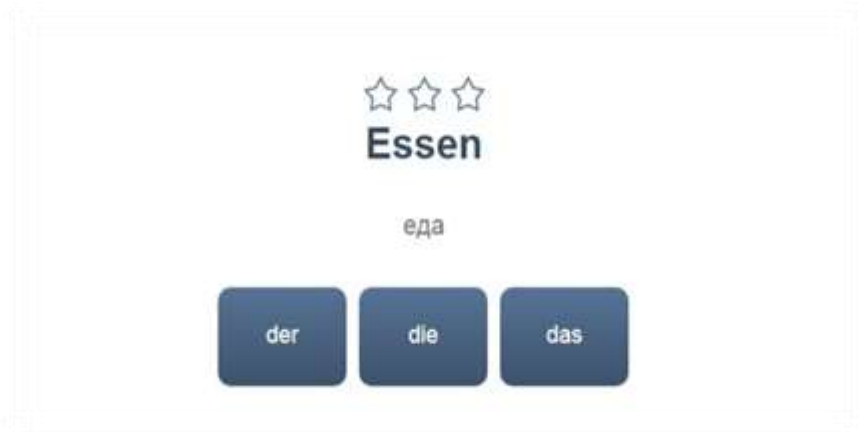 Essen
еда
der die das